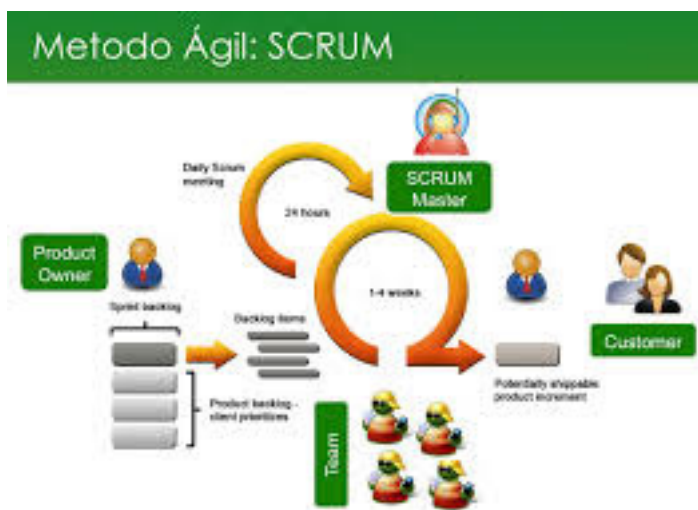 Metodo Ágil: SCRUM
Daily Scrum
meeting
24 hours
SCRUM
Master
Product
Owner
1-4 weeks
Sprint backlog
Backlog items
Customer
Product backlog -
client prioritizes
Potentially shippable
product increment
Team